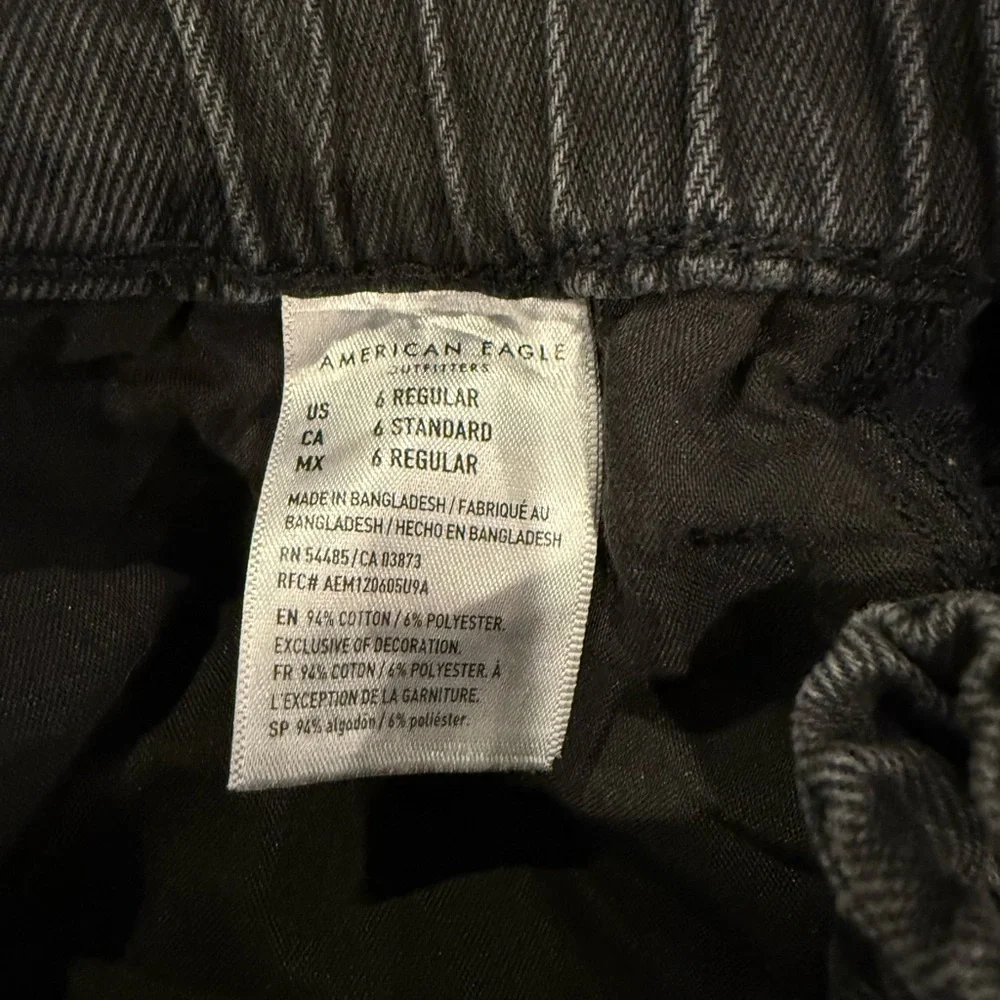 AMERICAN EAGLE
OUTFITTERS
US 6 REGULAR
CA 6 STANDARD
MX 6 REGULAR
MADE IN BANGLADESH / FABRIQUÉ AU
BANGLADESH / HECHO EN BANGLADESH
RN 54485 / CA 03873
RFC# AEM120605U9A
EN 94% COTTON / 6% POLYESTER.
EXCLUSIVE OF DECORATION.
FR 94% COTON / 6% POLYESTER. À
L'EXCEPTION DE LA GARNITURE.
SP 94% algodón / 6% poliéster.